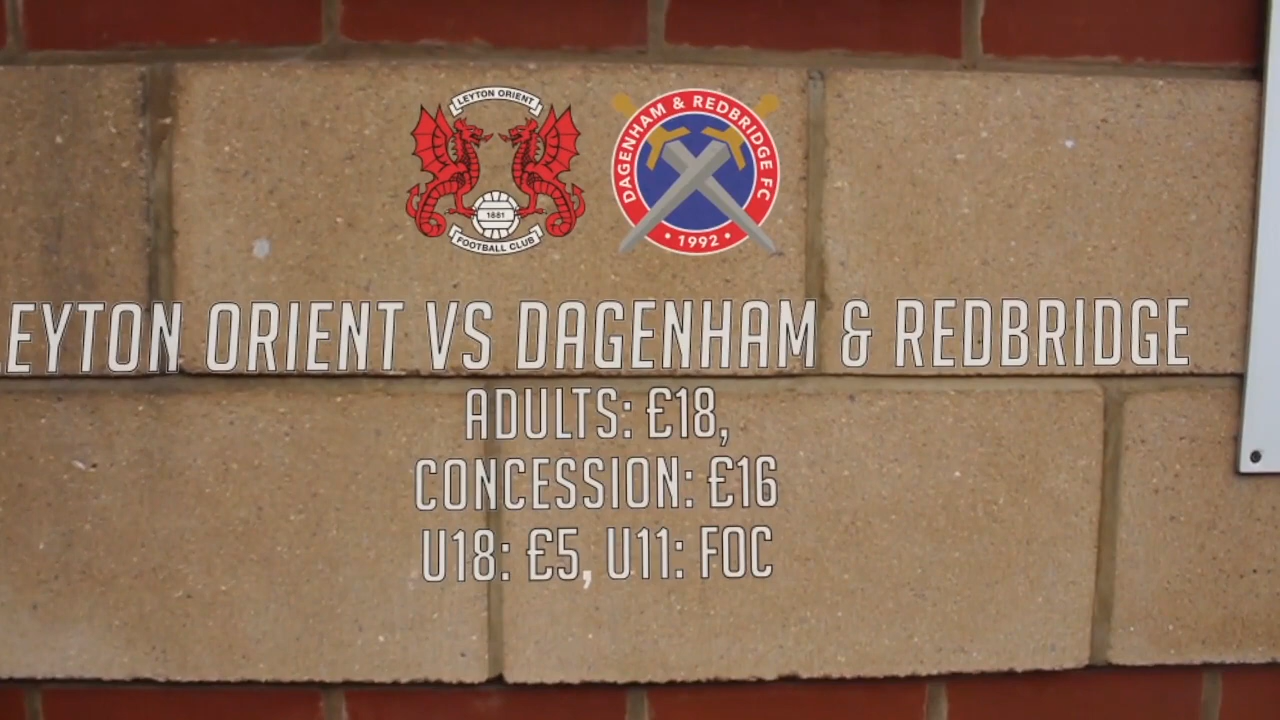 LEYTON ORIENT
DAGENHAM & REDBRIDGE FC
1881
FOOTBALL CLUB
• 1992 •
LEYTON ORIENT VS DAGENHAM & REDBRIDGE
ADULTS: £18,
CONCESSION: £16
U18: £5, U11: FOC